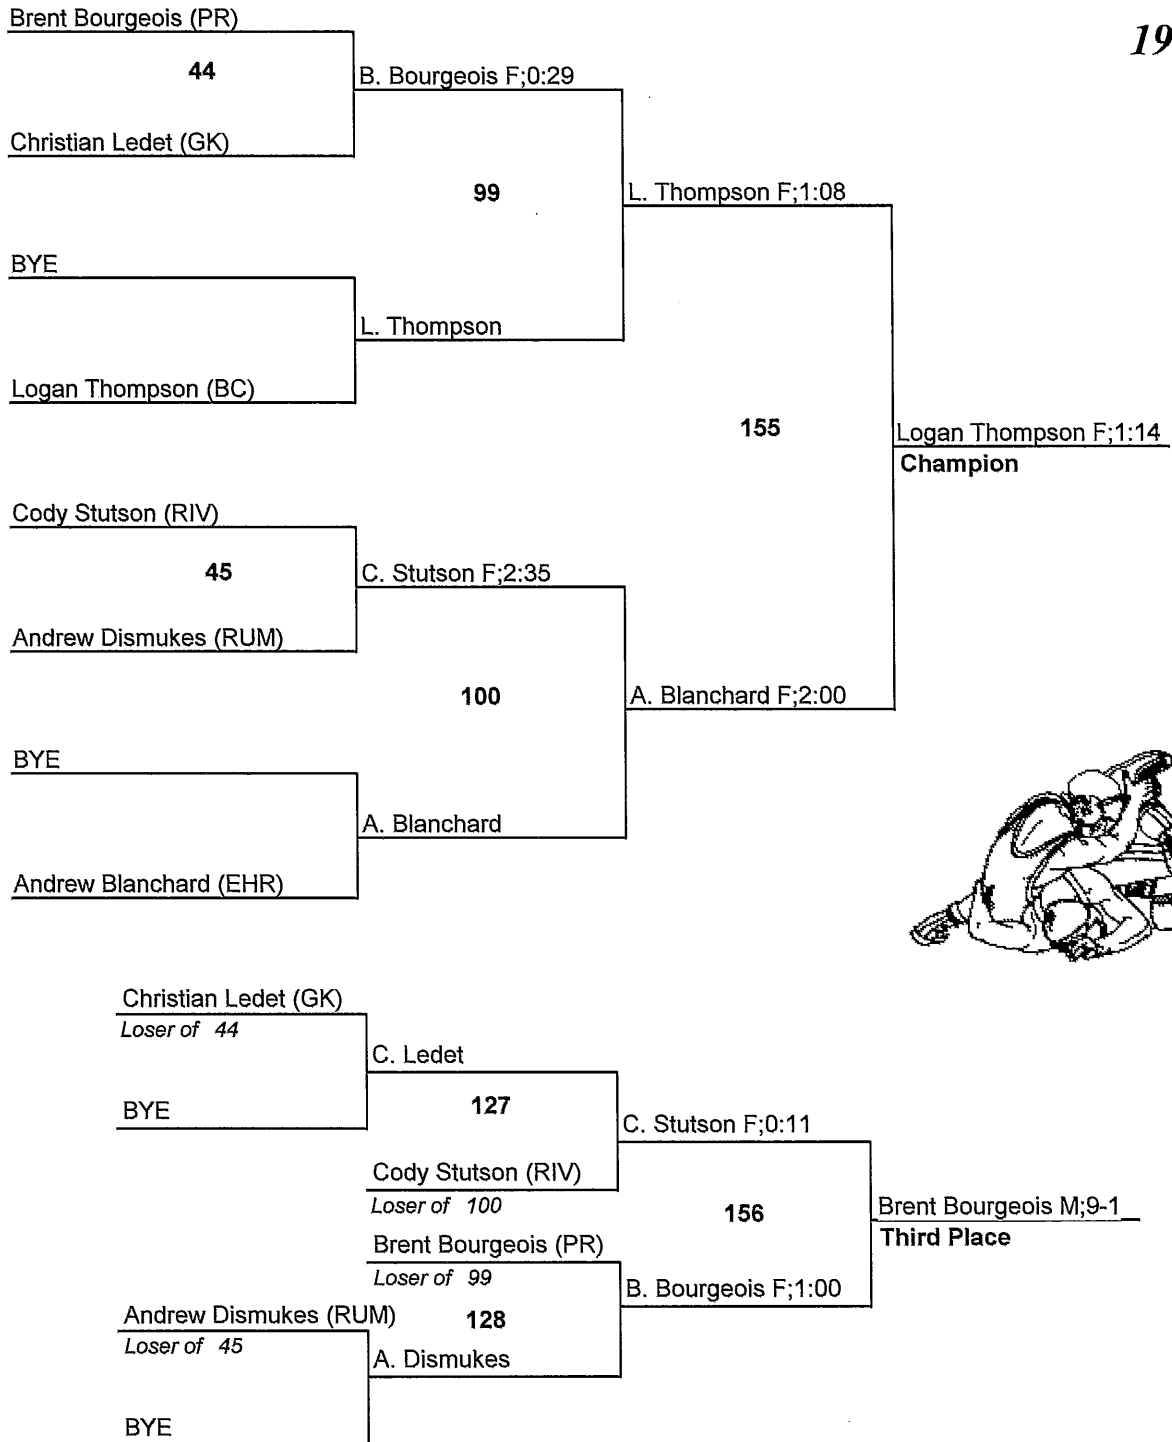 Brent Bourgeois (PR)
19
44
B. Bourgeois F;0:29
Christian Ledet (GK)
99
L. Thompson F;1:08
BYE
L. Thompson
Logan Thompson (BC)
155
Logan Thompson F;1:14
Champion
Cody Stutson (RIV)
45
C. Stutson F;2:35
Andrew Dismukes (RUM)
100
A. Blanchard F;2:00
BYE
A. Blanchard
Andrew Blanchard (EHR)
Christian Ledet (GK)
Loser of 44
C. Ledet
BYE
127
C. Stutson F;0:11
Cody Stutson (RIV)
Loser of 100
156
Brent Bourgeois M;9-1
Third Place
Brent Bourgeois (PR)
Loser of 99
B. Bourgeois F;1:00
Andrew Dismukes (RUM)
128
Loser of 45
A. Dismukes
BYE